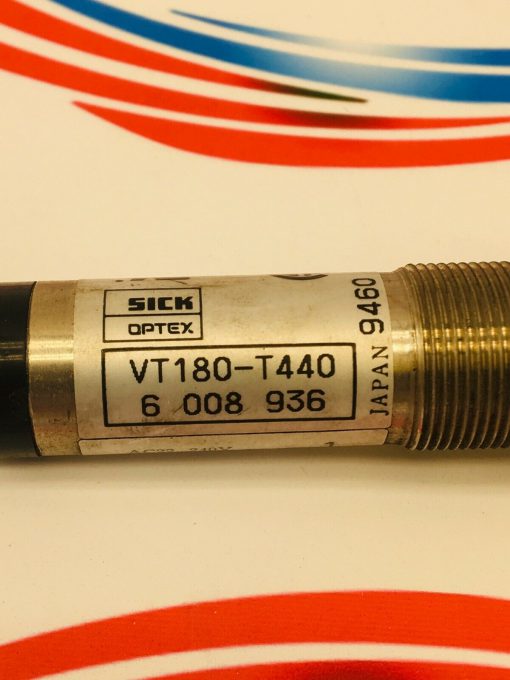 SICK
OPTEX
VT180-T440
6 008 936
JAPAN 9460